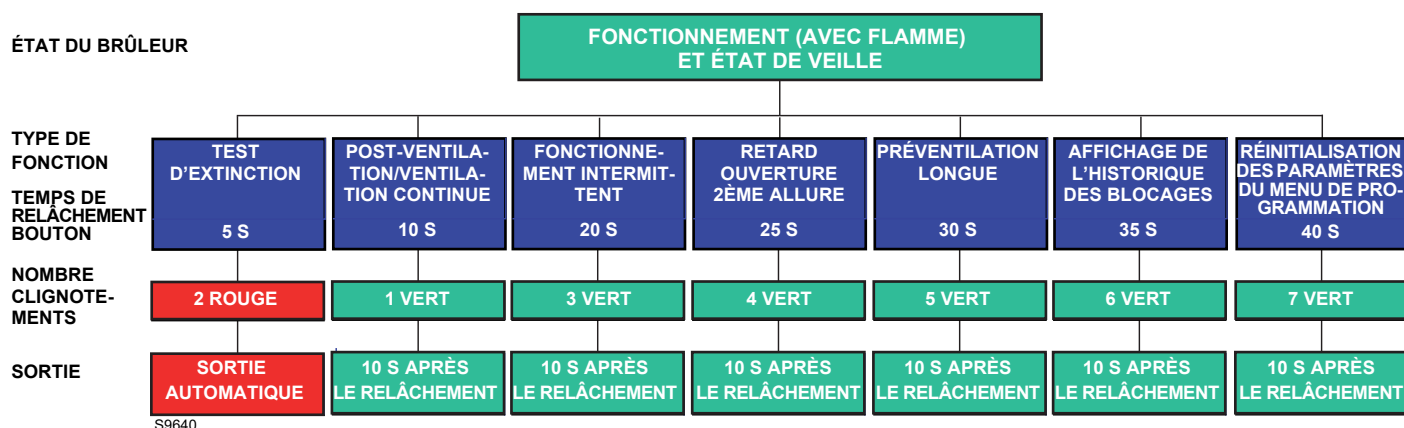 ÉTAT DU BRÛLEUR
FONCTIONNEMENT (AVEC FLAMME)
ET ÉTAT DE VEILLE
TYPE DE
FONCTION
TEST
D'EXTINCTION
POST-VENTILA-
TION/VENTILA-
TION CONTINUE
FONCTIONNE-
MENT INTERMIT-
TENT
RETARD
OUVERTURE
2ÈME ALLURE
PRÉVENTILATION
LONGUE
AFFICHAGE DE
L'HISTORIQUE
DES BLOCAGES
RÉINITIALISATION
DES PARAMÈTRES
DU MENU DE PRO-
GRAMMATION
TEMPS DE
RELÂCHEMENT
BOUTON
5 S
10 S
20 S
25 S
30 S
35 S
40 S
NOMBRE
CLIGNOTE-
MENTS
2 ROUGE
1 VERT
3 VERT
4 VERT
5 VERT
6 VERT
7 VERT
SORTIE
SORTIE
AUTOMATIQUE
10 S APRÈS
LE RELÂCHEMENT
10 S APRÈS
LE RELÂCHEMENT
10 S APRÈS
LE RELÂCHEMENT
10 S APRÈS
LE RELÂCHEMENT
10 S APRÈS
LE RELÂCHEMENT
10 S APRÈS
LE RELÂCHEMENT
S9640